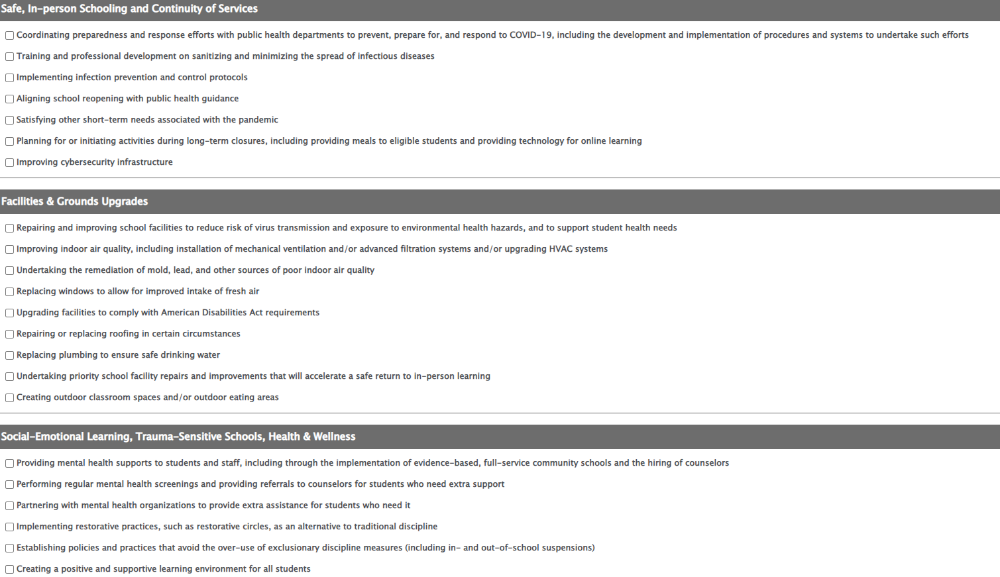 Safe, In-person Schooling and Continuity of Services
Coordinating preparedness and response efforts with public health departments to prevent, prepare for, and respond to COVID-19, including the development and implementation of procedures and systems to undertake such efforts
Training and professional development on sanitizing and minimizing the spread of infectious diseases
Implementing infection prevention and control protocols
Aligning school reopening with public health guidance
Satisfying other short-term needs associated with the pandemic
Planning for or initiating activities during long-term closures, including providing meals to eligible students and providing technology for online learning
Improving cybersecurity infrastructure
Facilities & Grounds Upgrades
Repairing and improving school facilities to reduce risk of virus transmission and exposure to environmental health hazards, and to support student health needs
Improving indoor air quality, including installation of mechanical ventilation and/or advanced filtration systems and/or upgrading HVAC systems
Undertaking the remediation of mold, lead, and other sources of poor indoor air quality
Replacing windows to allow for improved intake of fresh air
Upgrading facilities to comply with American Disabilities Act requirements
Repairing or replacing roofing in certain circumstances
Replacing plumbing to ensure safe drinking water
Undertaking priority school facility repairs and improvements that will accelerate a safe return to in-person learning
Creating outdoor classroom spaces and/or outdoor eating areas
Social-Emotional Learning, Trauma-Sensitive Schools, Health & Wellness
Providing mental health supports to students and staff, including through the implementation of evidence-based, full-service community schools and the hiring of counselors
Performing regular mental health screenings and providing referrals to counselors for students who need extra support
Partnering with mental health organizations to provide extra assistance for students who need it
Implementing restorative practices, such as restorative circles, as an alternative to traditional discipline
Establishing policies and practices that avoid the over-use of exclusionary discipline measures (including in- and out-of-school suspensions)
Creating a positive and supportive learning environment for all students